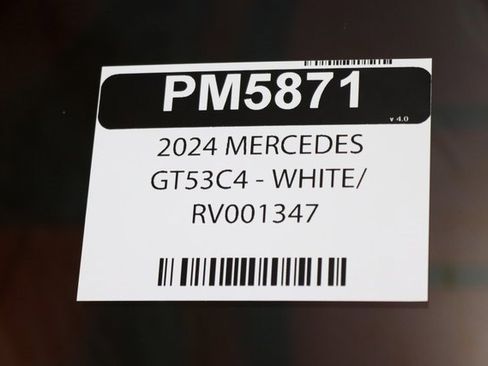 PM5871
v 4.0
2024 MERCEDES
GT53C4 - WHITE/
RV001347